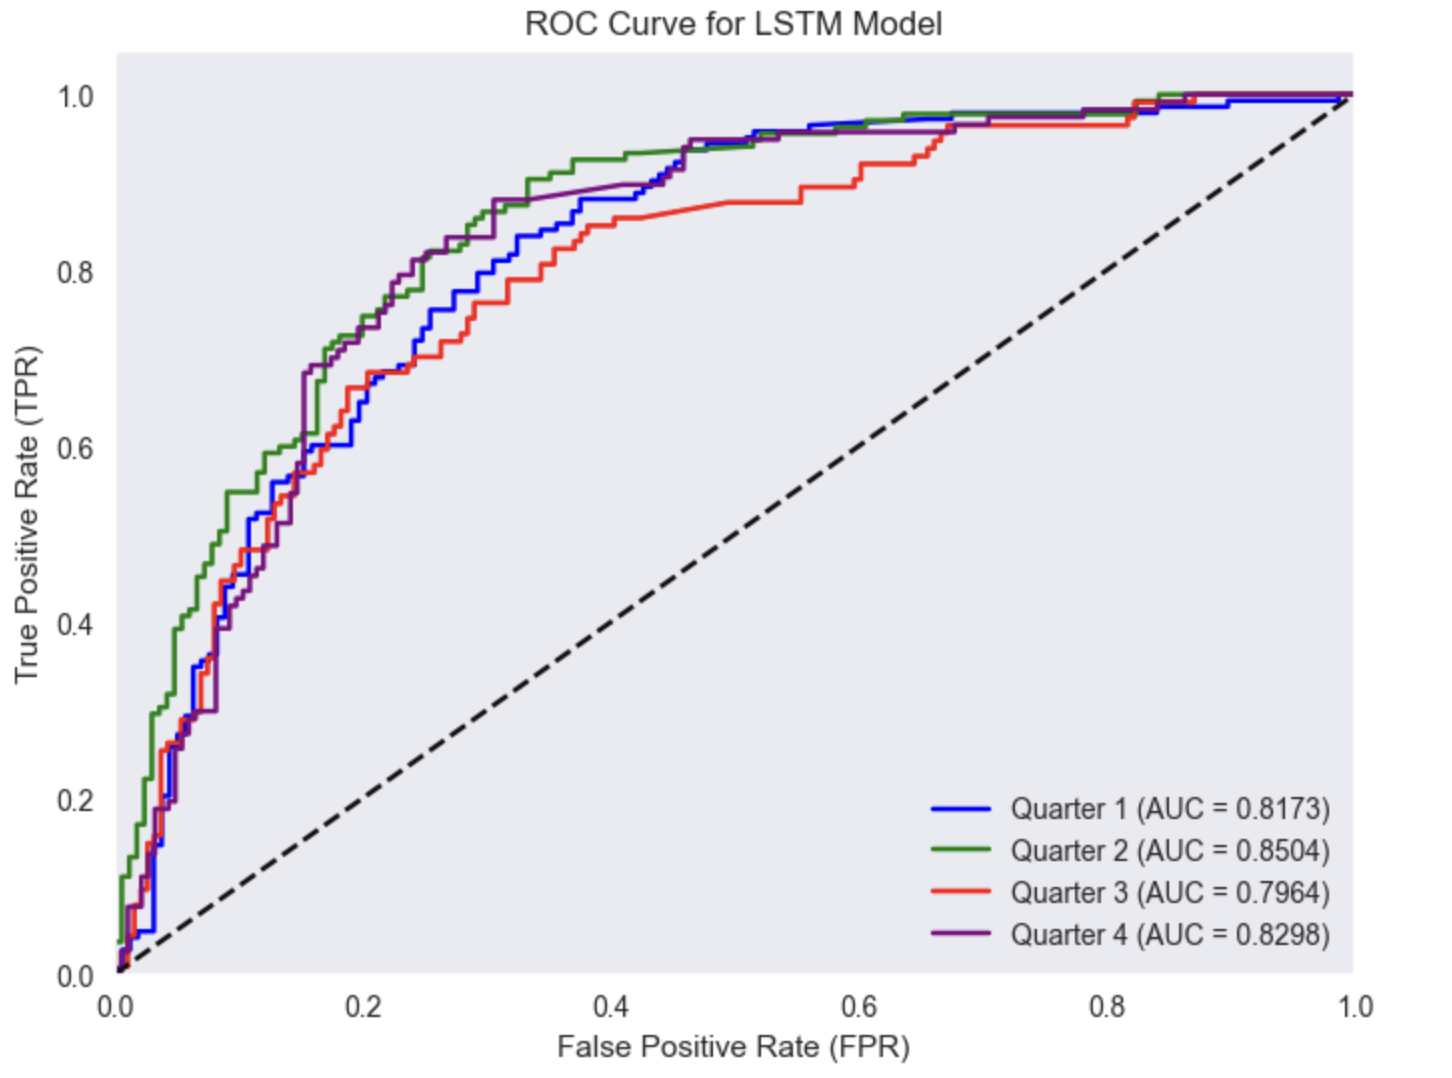 ROC Curve for LSTM Model
True Positive Rate (TPR)
1.0
0.8
0.6
0.4
0.2
0.0
Quarter 1 (AUC = 0.8173)
Quarter 2 (AUC = 0.8504)
Quarter 3 (AUC = 0.7964)
Quarter 4 (AUC = 0.8298)
0.0 0.2 0.4 0.6 0.8 1.0
False Positive Rate (FPR)